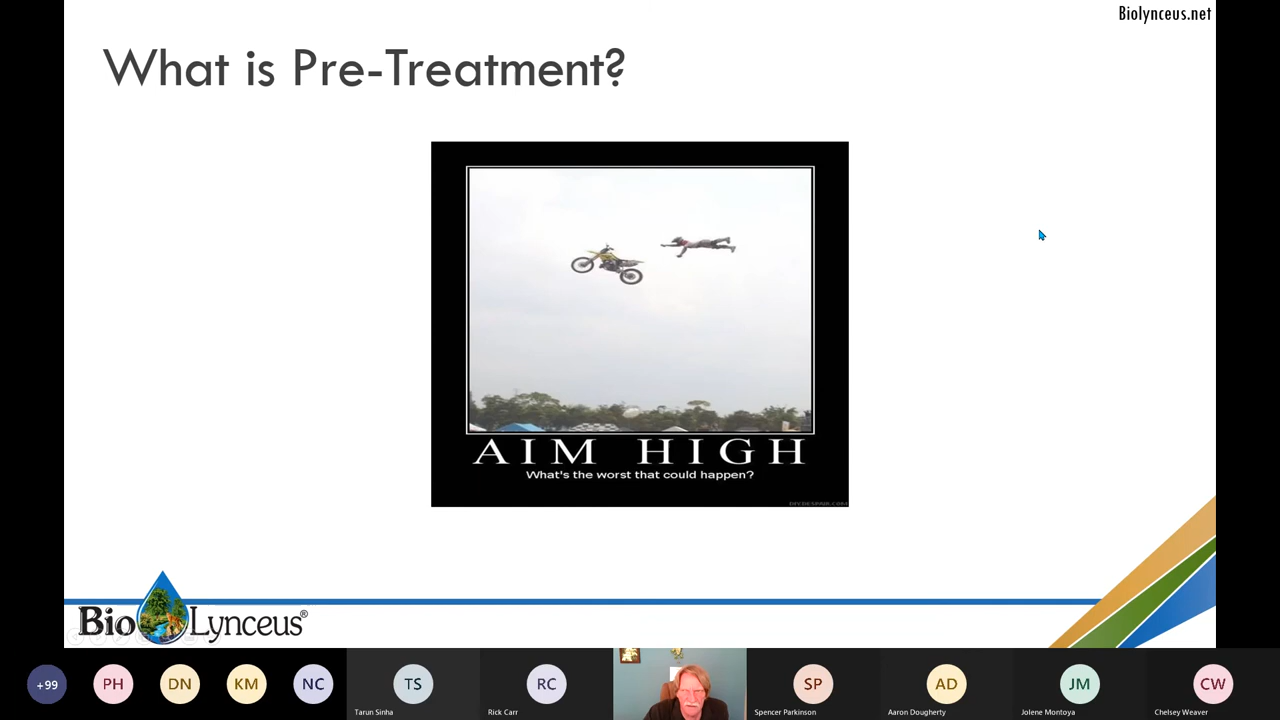 Biolynceus.net
What is Pre-Treatment?
AIM HIGH
What's the worst that could happen?
Bio Lynceus®
+99
PH
DN
KM
NC
TS
RC
SP
AD
JM
CW
Tarun Sinha
Rick Carr
Spencer Parkinson
Aaron Dougherty
Jolene Montoya
Chelsey Weaver